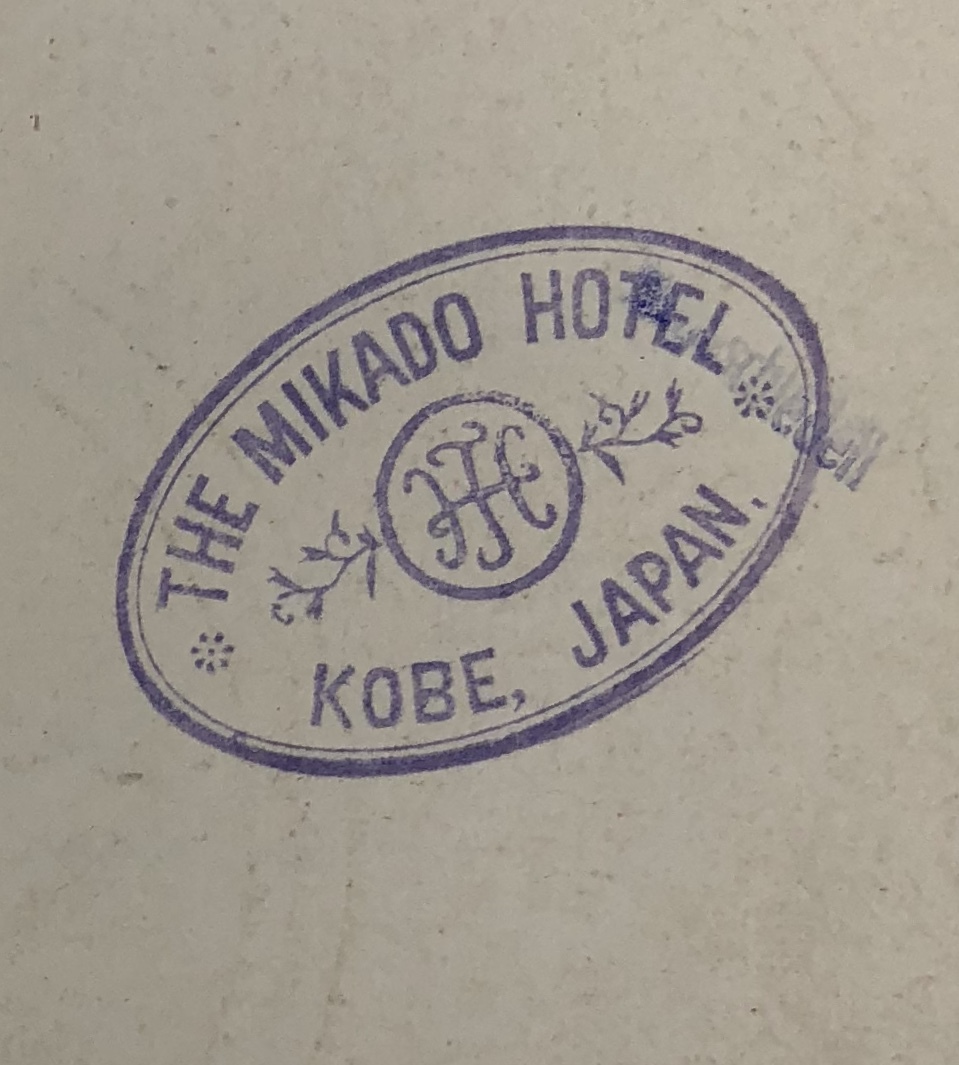 THE MIKADO HOTEL
KOBE, JAPAN.